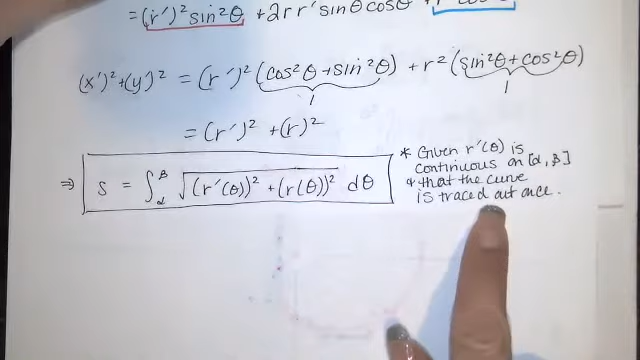 = (r′)² sin²θ + 2rr′ sinθ cosθ +
(x′)² + (y′)² = (r′)² (cos²θ + sin²θ) + r² (sin²θ + cos²θ)
1 1
= (r′)² + (r)²
⇒ S = ∫_α^β √((r′(θ))² + (r(θ))²) dθ
* Given r′(θ) is
continuous on [α, β]
& that the curve
is traced out once.